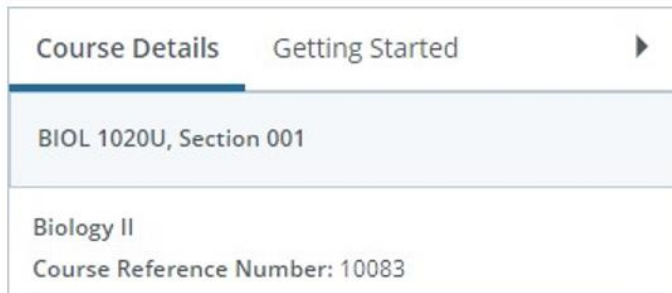 Course Details Getting Started
BIOL 1020U, Section 001
Biology II
Course Reference Number: 10083